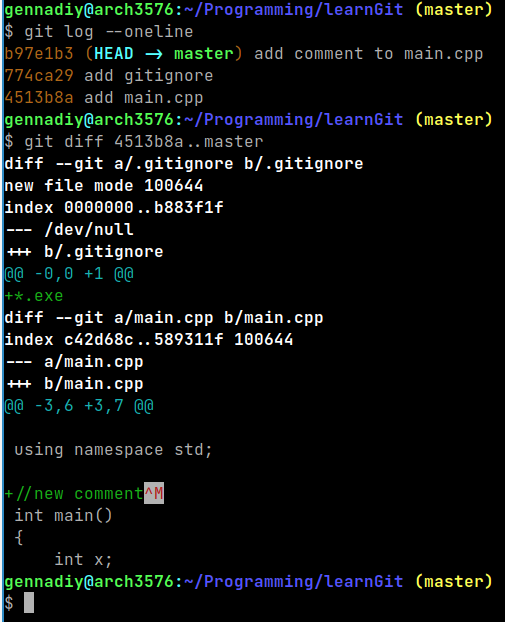 gennadiy@arch3576:~/Programming/learnGit (master)
$ git log --oneline
b97e1b3 (HEAD -> master) add comment to main.cpp
774ca29 add gitignore
4513b8a add main.cpp
gennadiy@arch3576:~/Programming/learnGit (master)
$ git diff 4513b8a..master
diff --git a/.gitignore b/.gitignore
new file mode 100644
index 0000000..b883f1f
--- /dev/null
+++ b/.gitignore
@@ -0,0 +1 @@
+*.exe
diff --git a/main.cpp b/main.cpp
index c42d68c..589311f 100644
--- a/main.cpp
+++ b/main.cpp
@@ -3,6 +3,7 @@
 using namespace std;
+//new comment^M
 int main()
 {
     int x;
gennadiy@arch3576:~/Programming/learnGit (master)
$